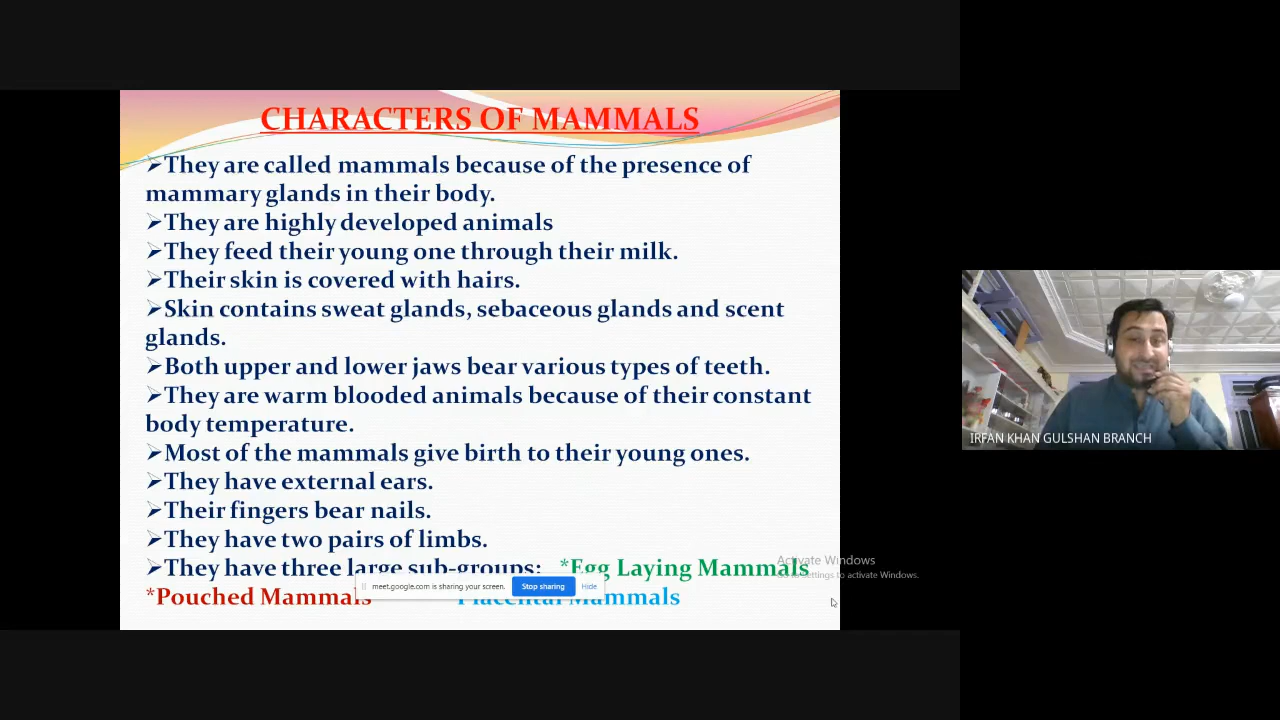 CHARACTERS OF MAMMALS
➢They are called mammals because of the presence of
mammary glands in their body.
➢They are highly developed animals
➢They feed their young one through their milk.
➢Their skin is covered with hairs.
➢Skin contains sweat glands, sebaceous glands and scent
glands.
➢Both upper and lower jaws bear various types of teeth.
➢They are warm blooded animals because of their constant
body temperature.
➢Most of the mammals give birth to their young ones.
➢They have external ears.
➢Their fingers bear nails.
➢They have two pairs of limbs.
➢They have three large sub-groups: *Egg Laying Mammals
*Pouched Mammals Placental Mammals
meet.google.com is sharing your screen. Stop sharing Hide
Activate Windows
Go to Settings to activate Windows.
IRFAN KHAN GULSHAN BRANCH